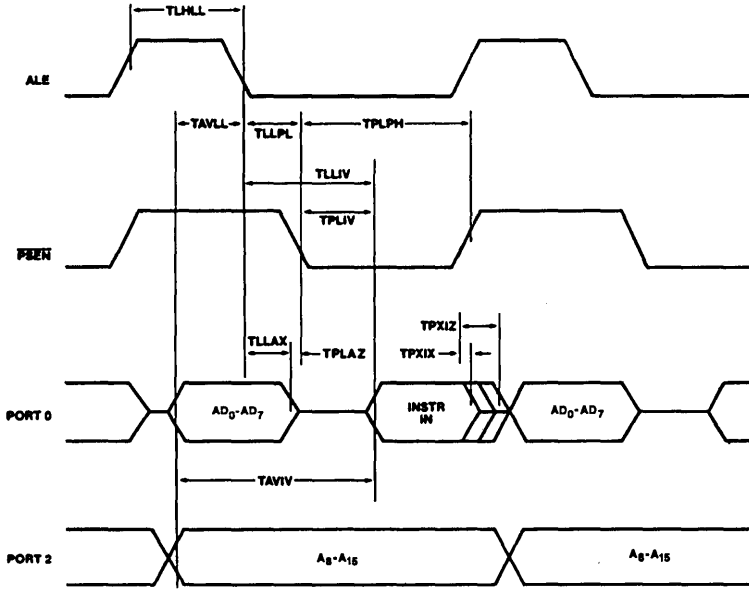 TLHLL
ALE
TAVLL
TLLPL
TPLPH
TLLIV
TPLIV
PSEN
TPXIZ
TLLAX
TPLAZ
TPXIX
PORT 0
AD0-AD7
INSTR
IN
AD0-AD7
TAVIV
PORT 2
A8-A15
A8-A15